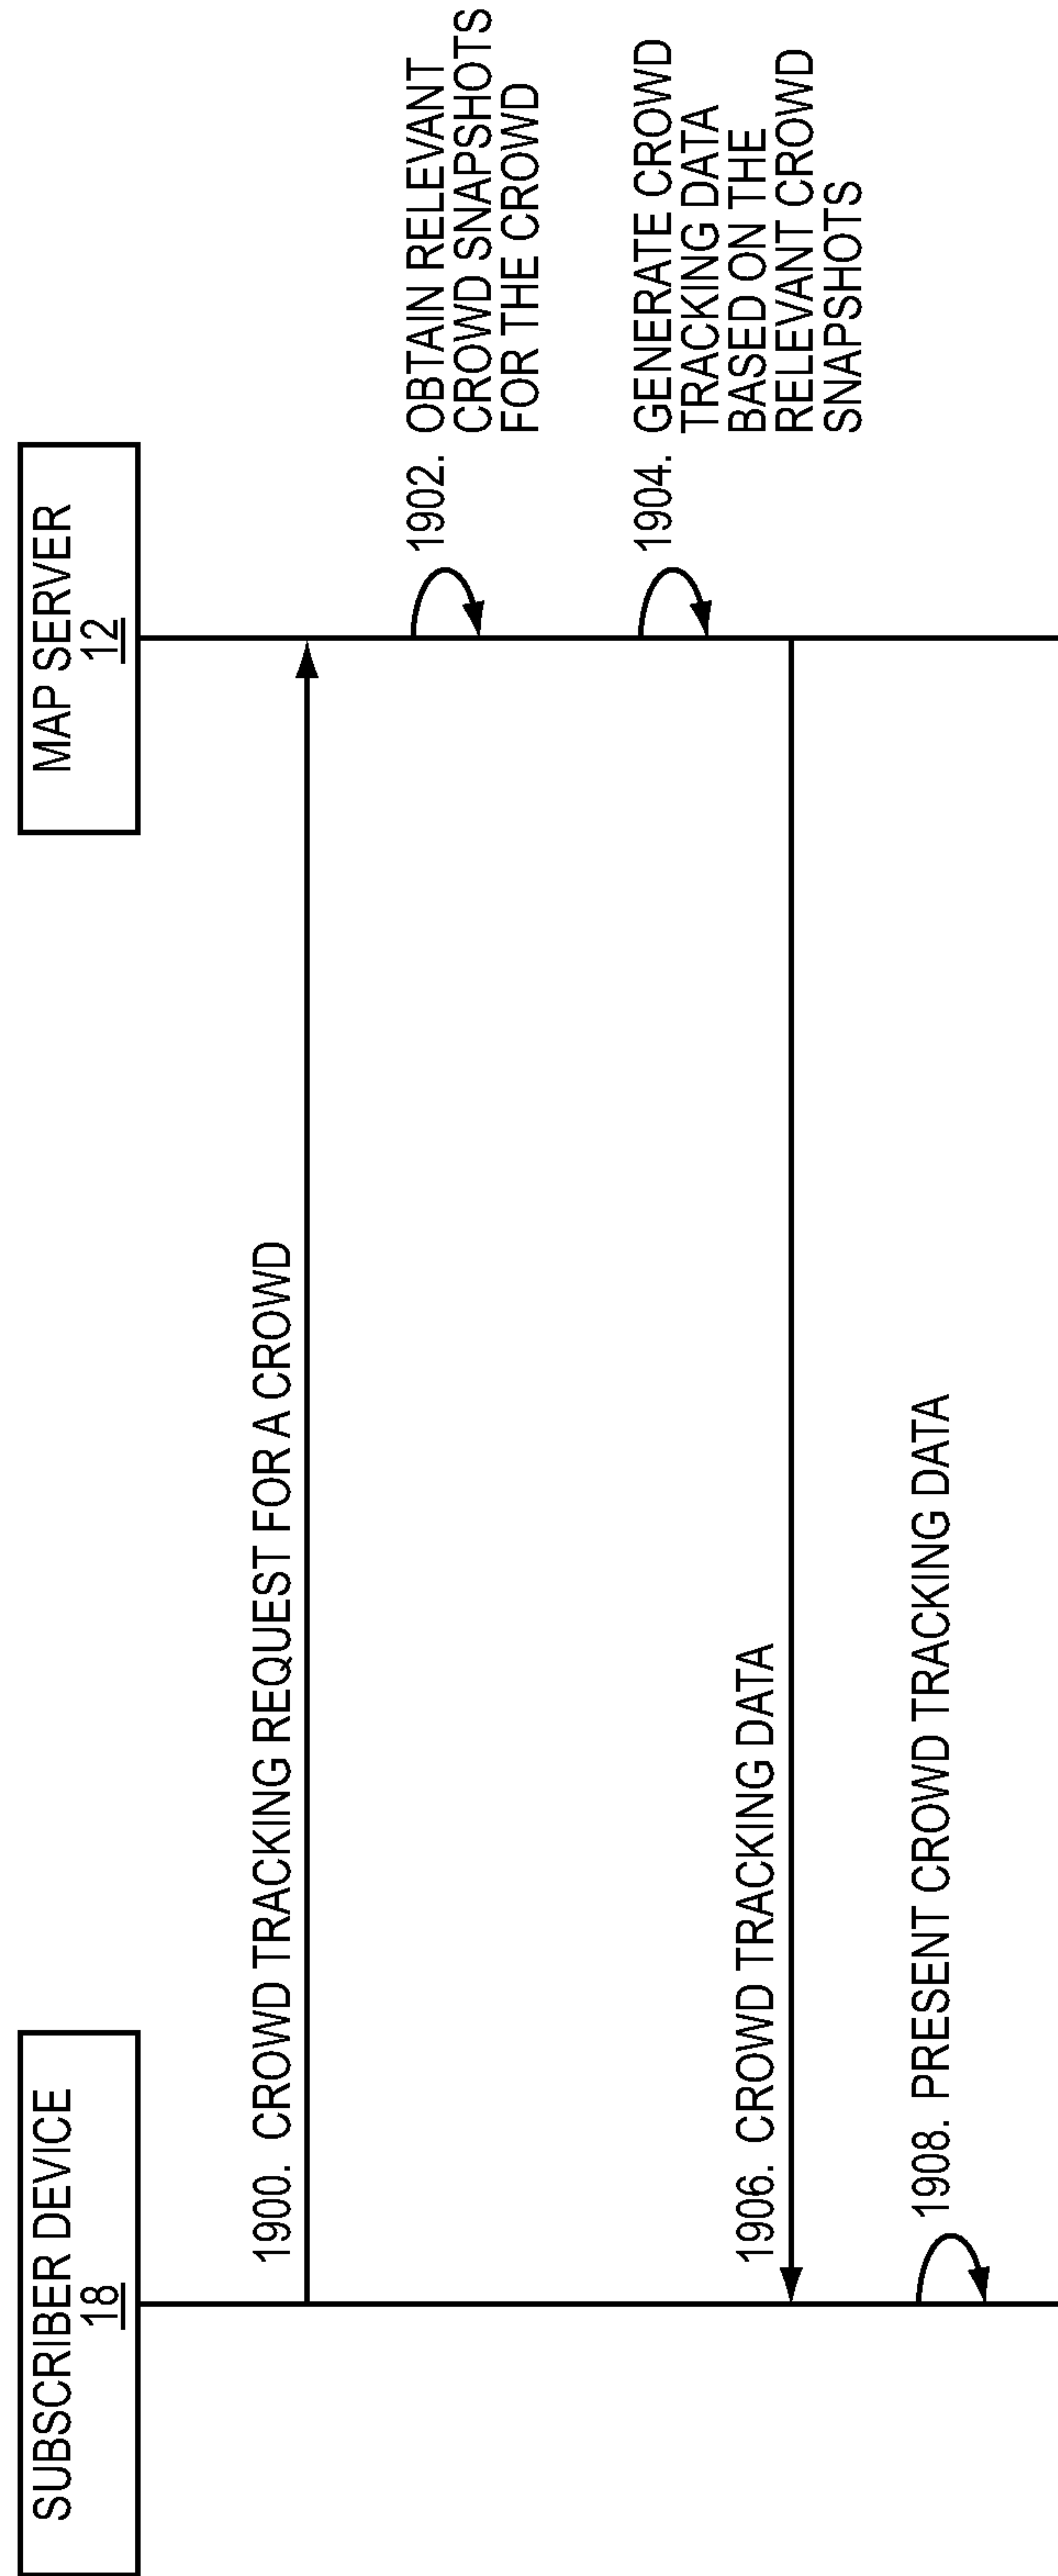 SUBSCRIBER DEVICE
18
MAP SERVER
12
1900. CROWD TRACKING REQUEST FOR A CROWD
1902. OBTAIN RELEVANT
CROWD SNAPSHOTS
FOR THE CROWD
1904. GENERATE CROWD
TRACKING DATA
BASED ON THE
RELEVANT CROWD
SNAPSHOTS
1906. CROWD TRACKING DATA
1908. PRESENT CROWD TRACKING DATA